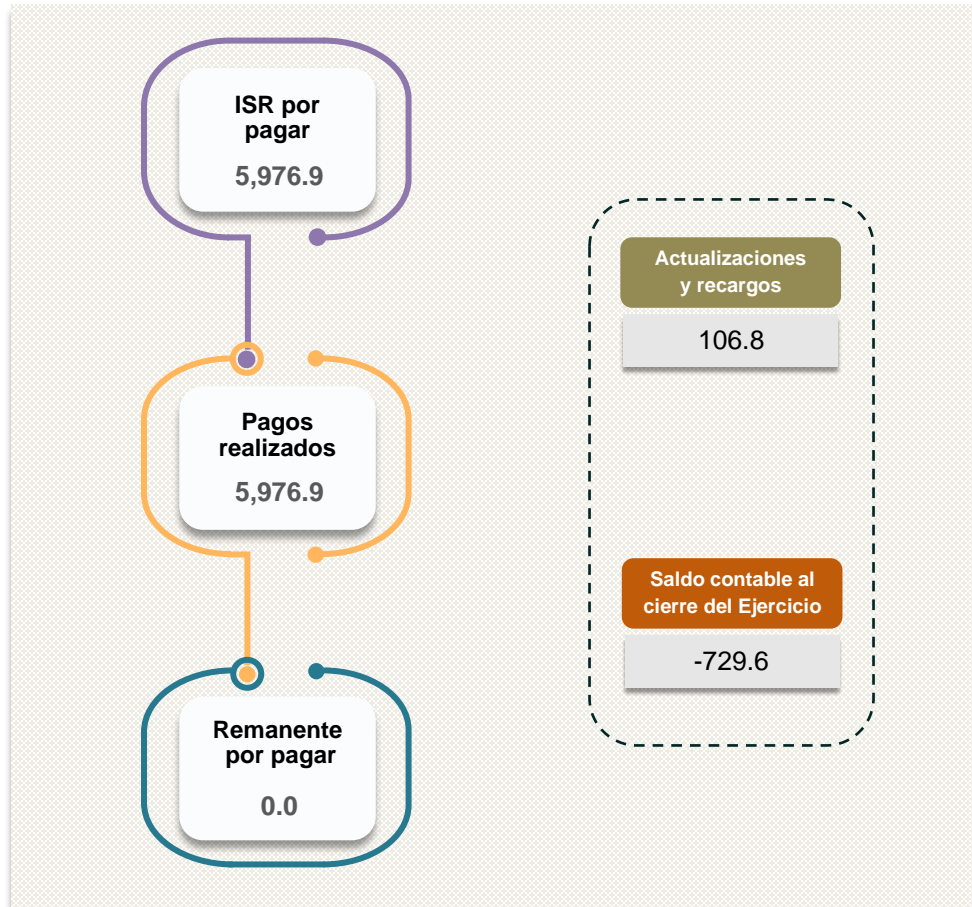 ISR por
pagar
5,976.9
Pagos
realizados
5,976.9
Remanente
por pagar
0.0
Actualizaciones
y recargos
106.8
Saldo contable al
cierre del Ejercicio
-729.6